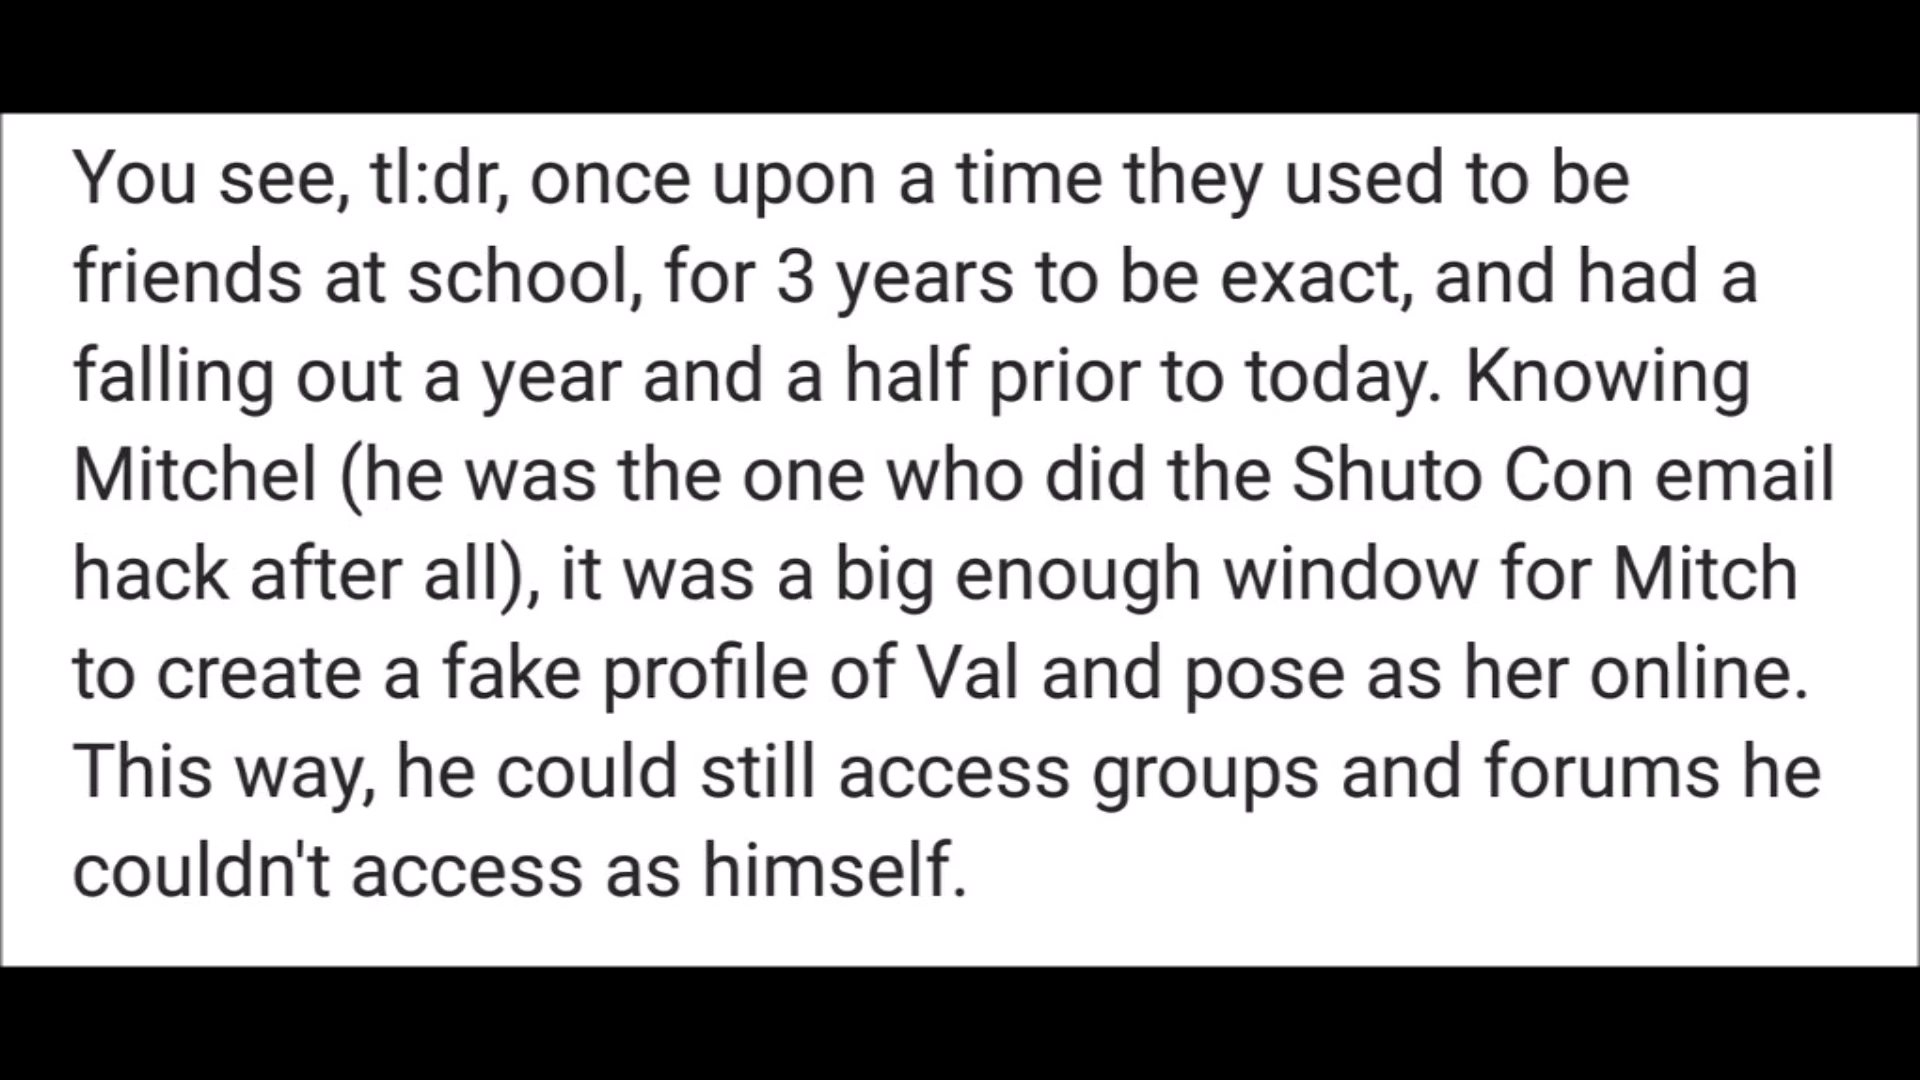 You see, tl:dr, once upon a time they used to be
friends at school, for 3 years to be exact, and had a
falling out a year and a half prior to today. Knowing
Mitchel (he was the one who did the Shuto Con email
hack after all), it was a big enough window for Mitch
to create a fake profile of Val and pose as her online.
This way, he could still access groups and forums he
couldn't access as himself.